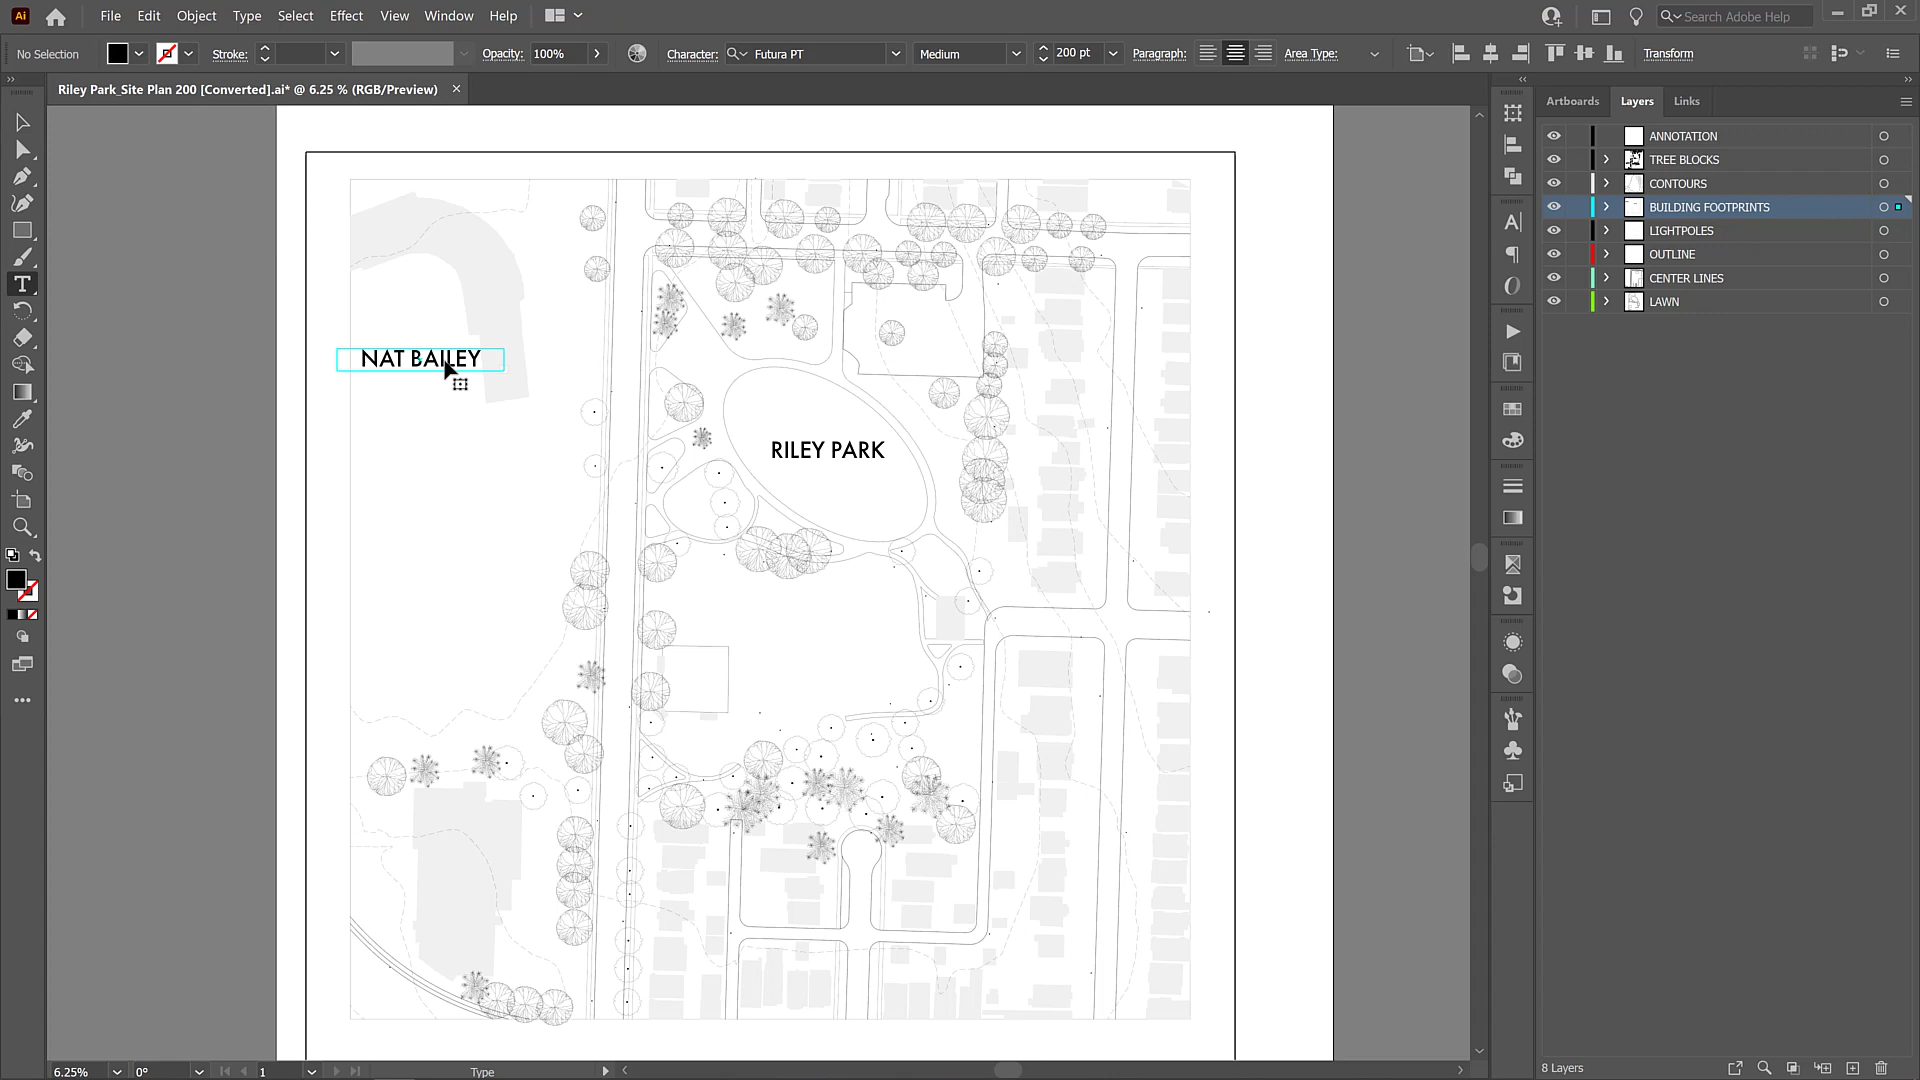 Ai File Edit Object Type Select Effect View Window Help Search Adobe Help
No Selection Stroke: Opacity: 100% Character: Futura PT Medium 200 pt Paragraph: Area Type: Transform
Riley Park_Site Plan 200 [Converted].ai* @ 6.25 % (RGB/Preview)
Artboards Layers Links
ANNOTATION
TREE BLOCKS
CONTOURS
BUILDING FOOTPRINTS
LIGHTPOLES
OUTLINE
CENTER LINES
LAWN
NAT BAILEY
RILEY PARK
6.25% 0° 1 Type
8 Layers